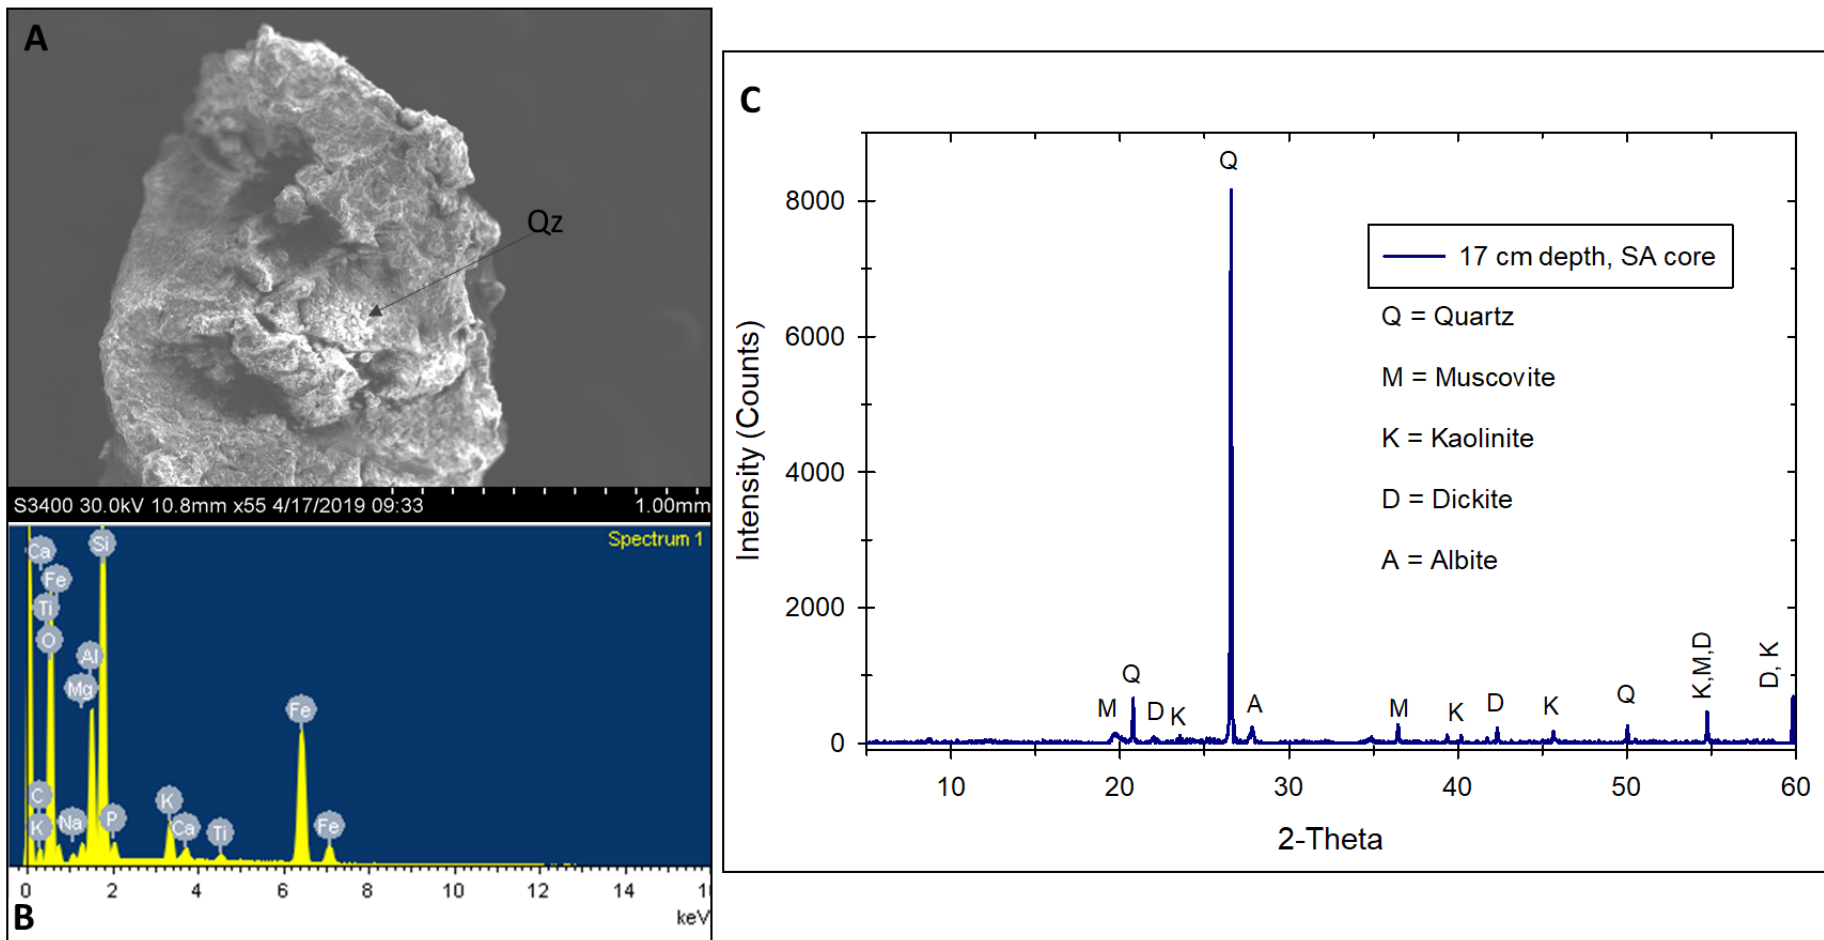 A
Qz
S3400 30.0kV 10.8mm x55 4/17/2019 09:33 1.00mm
Spectrum 1
Ca
Si
Fe
Ti
O
Al
Mg
Fe
C
K
Na
P
K
Ca
Ti
Fe
0 2 4 6 8 10 12 14
keV
B
C
Intensity (Counts)
8000
6000
4000
2000
0
10 20 30 40 50 60
2-Theta
17 cm depth, SA core
Q = Quartz
M = Muscovite
K = Kaolinite
D = Dickite
A = Albite
M
Q
D
K
Q
A
M
K
D
K
Q
K,M,D
D, K